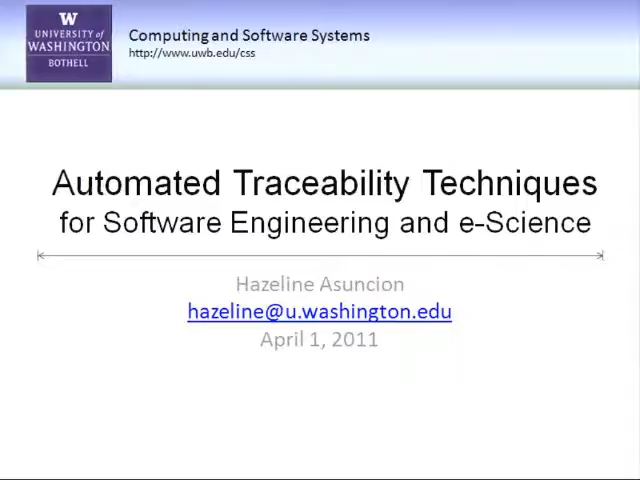 W
UNIVERSITY of
WASHINGTON
BOTHELL
Computing and Software Systems
http://www.uwb.edu/css
Automated Traceability Techniques
for Software Engineering and e-Science
Hazeline Asuncion
hazeline@u.washington.edu
April 1, 2011